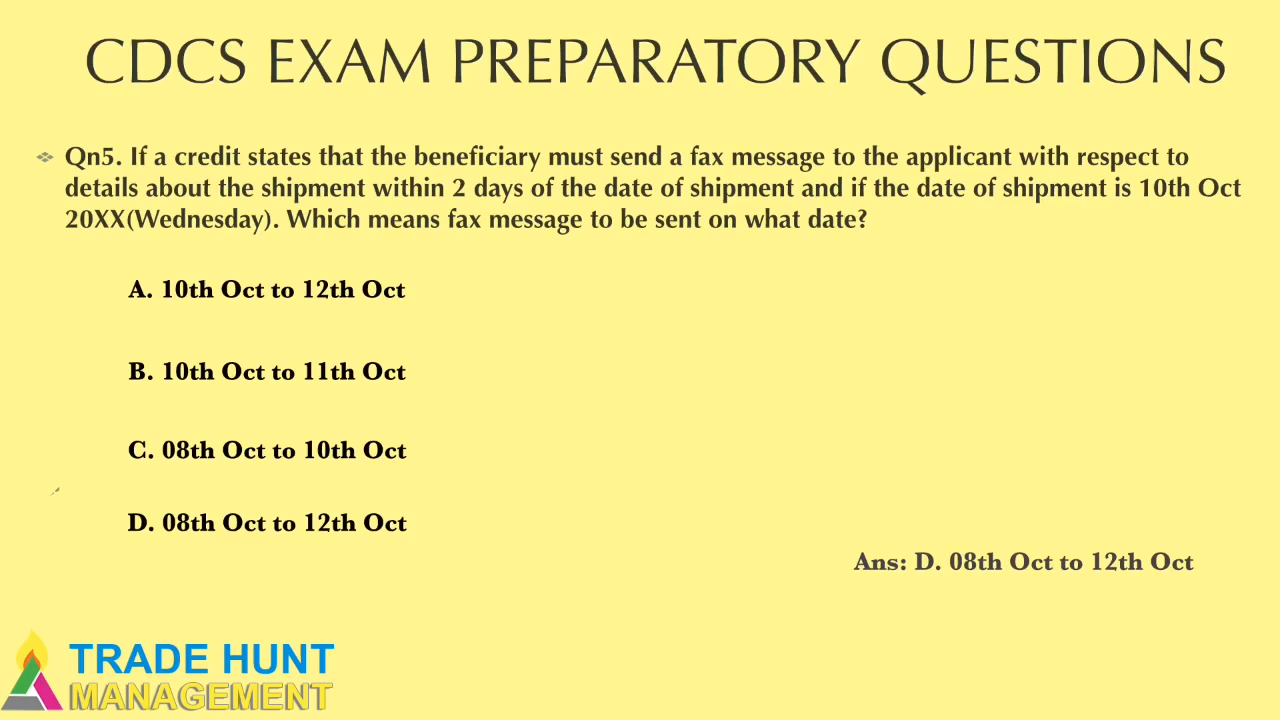 CDCS EXAM PREPARATORY QUESTIONS
Qn5. If a credit states that the beneficiary must send a fax message to the applicant with respect to
details about the shipment within 2 days of the date of shipment and if the date of shipment is 10th Oct
20XX(Wednesday). Which means fax message to be sent on what date?
A. 10th Oct to 12th Oct
B. 10th Oct to 11th Oct
C. 08th Oct to 10th Oct
D. 08th Oct to 12th Oct
Ans: D. 08th Oct to 12th Oct
TRADE HUNT
MANAGEMENT